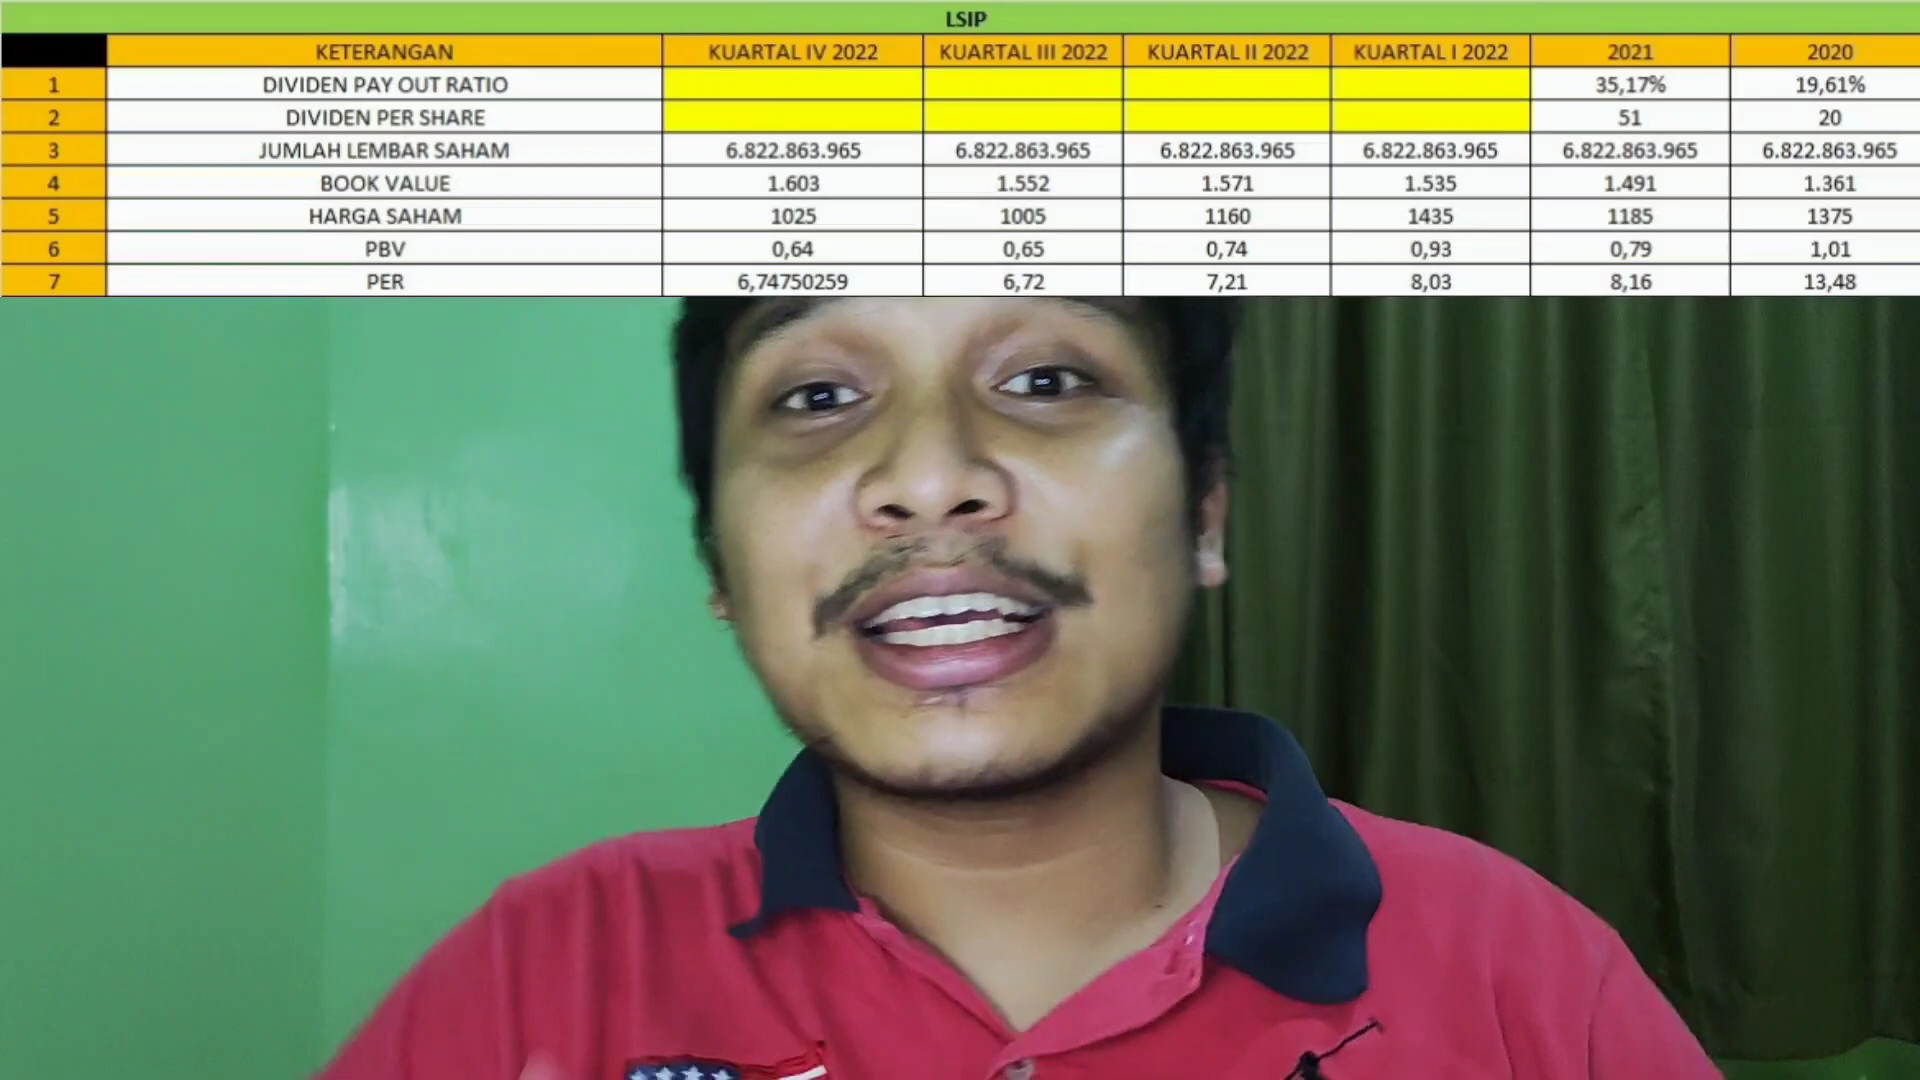 LSIP
KETERANGAN KUARTAL IV 2022 KUARTAL III 2022 KUARTAL II 2022 KUARTAL I 2022 2021 2020
1 DIVIDEN PAY OUT RATIO 35,17% 19,61%
2 DIVIDEN PER SHARE 51 20
3 JUMLAH LEMBAR SAHAM 6.822.863.965 6.822.863.965 6.822.863.965 6.822.863.965 6.822.863.965 6.822.863.965
4 BOOK VALUE 1.603 1.552 1.571 1.535 1.491 1.361
5 HARGA SAHAM 1025 1005 1160 1435 1185 1375
6 PBV 0,64 0,65 0,74 0,93 0,79 1,01
7 PER 6,74750259 6,72 7,21 8,03 8,16 13,48